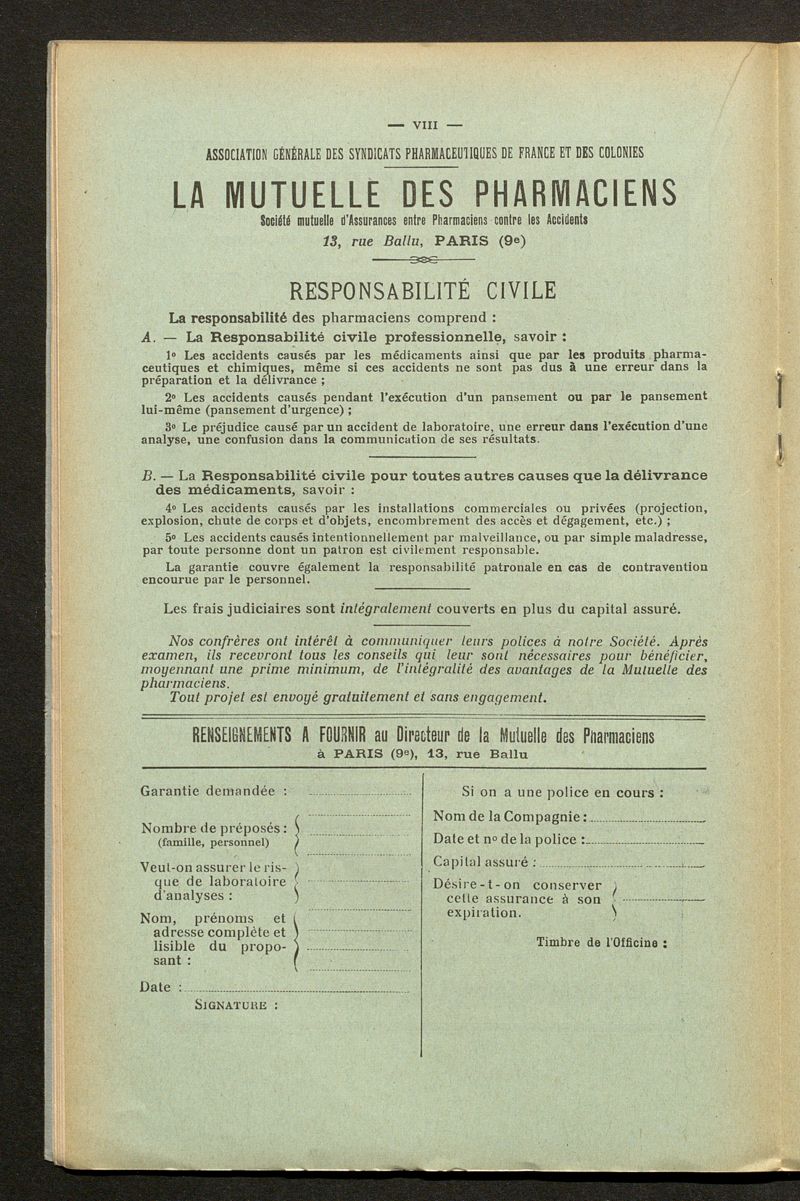 — VIII —
ASSOCIATION GÉNÉRALE DES SYNDICATS PHARMACEUTIQUES DE FRANCE ET DES COLONIES
LA MUTUELLE DES PHARMACIENS
Société mutuelle d'Assurances entre Pharmaciens contre les Accidents
13, rue Ballu, PARIS (9e)
RESPONSABILITÉ CIVILE
La responsabilité des pharmaciens comprend :
A. — La Responsabilité civile professionnelle, savoir :
1º Les accidents causés par les médicaments ainsi que par les produits pharma-
ceutiques et chimiques, même si ces accidents ne sont pas dus à une erreur dans la
préparation et la délivrance ;
2º Les accidents causés pendant l'exécution d'un pansement ou par le pansement
lui-même (pansement d'urgence) ;
3º Le préjudice causé par un accident de laboratoire, une erreur dans l'exécution d'une
analyse, une confusion dans la communication de ses résultats.
B. — La Responsabilité civile pour toutes autres causes que la délivrance
des médicaments, savoir :
4º Les accidents causés par les installations commerciales ou privées (projection,
explosion, chute de corps et d'objets, encombrement des accès et dégagement, etc.) ;
5º Les accidents causés intentionnellement par malveillance, ou par simple maladresse,
par toute personne dont un patron est civilement responsable.
La garantie couvre également la responsabilité patronale en cas de contravention
encourue par le personnel.
Les frais judiciaires sont intégralement couverts en plus du capital assuré.
Nos confrères ont intérêt à communiquer leurs polices à notre Société. Après
examen, ils recevront tous les conseils qui leur sont nécessaires pour bénéficier,
moyennant une prime minimum, de l'intégralité des avantages de la Mutuelle des
pharmaciens.
Tout projet est envoyé gratuitement et sans engagement.
RENSEIGNEMENTS A FOURNIR au Directeur de la Mutuelle des Pharmaciens
à PARIS (9e), 13, rue Ballu
Garantie demandée :
Nombre de préposés :
(famille, personnel)
Veut-on assurer le ris-
que de laboratoire
d'analyses :
Nom, prénoms et
adresse complète et
lisible du propo-
sant :
Date :
SIGNATURE :
Si on a une police en cours :
Nom de la Compagnie :
Date et nº de la police :
Capital assuré :
Désire-t-on conserver
cette assurance à son
expiration.
Timbre de l'Officine :